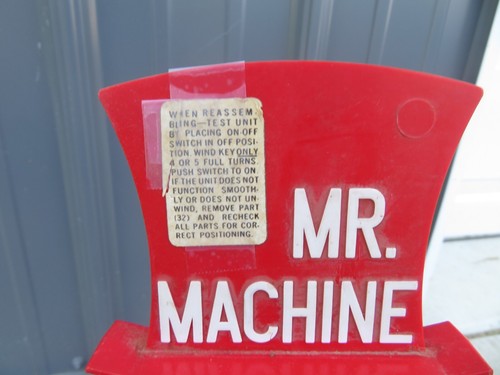 WHEN REASSEM-
BLING—TEST UNIT
BY PLACING ON-OFF
SWITCH IN OFF POSI-
TION. WIND KEY ONLY
4 OR 5 FULL TURNS
PUSH SWITCH TO ON
IF THE UNIT DOES NOT
FUNCTION SMOOTH-
LY OR DOES NOT UN-
WIND, REMOVE PART
(32) AND RECHECK
ALL PARTS FOR COR-
RECT POSITIONING.
MR.
MACHINE